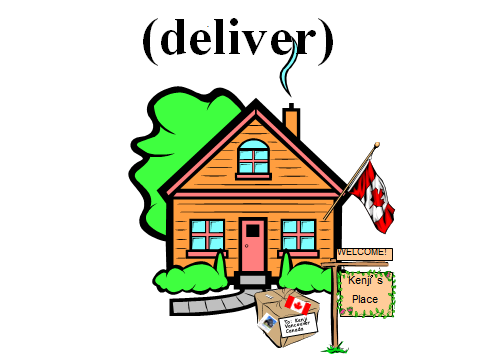 (deliver)
WELCOME!
Kenji's
Place
To: Kenji
Vancouver
Canada